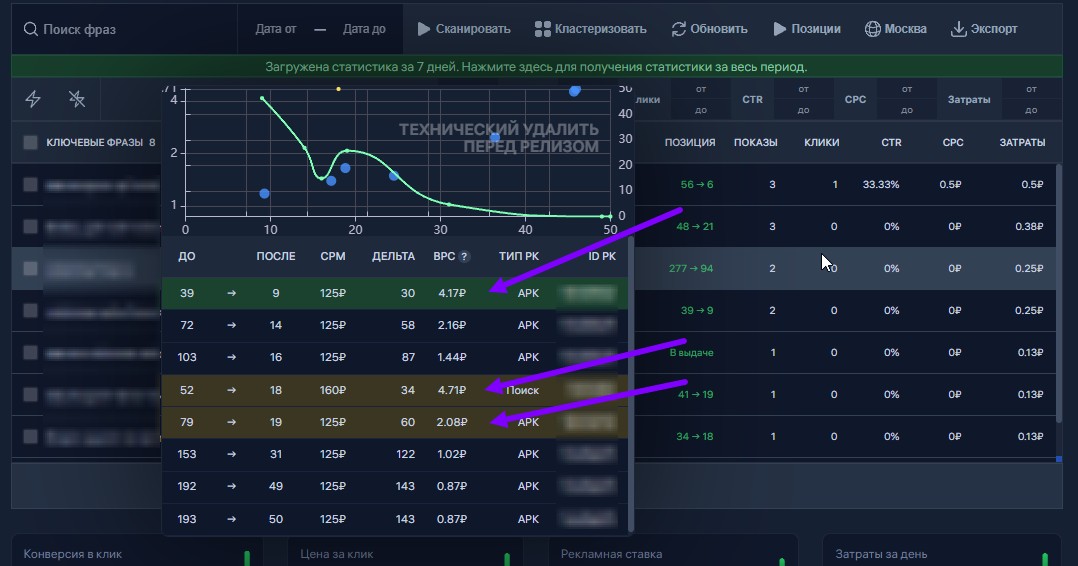 Поиск фраз
Дата от — Дата до
Сканировать
Кластеризовать
Обновить
Позиции
Москва
Экспорт
Загружена статистика за 7 дней. Нажмите здесь для получения статистики за весь период.
лики от до CTR от до CPC от до Затраты от до
КЛЮЧЕВЫЕ ФРАЗЫ 8
ПОЗИЦИЯ ПОКАЗЫ КЛИКИ CTR CPC ЗАТРАТЫ
56 → 6 3 1 33.33% 0.5₽ 0.5₽
48 → 21 3 0 0% 0₽ 0.38₽
277 → 94 2 0 0% 0₽ 0.25₽
39 → 9 2 0 0% 0₽ 0.25₽
В выдаче 1 0 0% 0₽ 0.13₽
41 → 19 1 0 0% 0₽ 0.13₽
34 → 18 1 0 0% 0₽ 0.13₽
.71
4
2
1
0 10 20 30 40 50
50
40
30
20
10
0
ТЕХНИЧЕСКИЙ УДАЛИТЬ
ПЕРЕД РЕЛИЗОМ
ДО ПОСЛЕ CPM ДЕЛЬТА ВРС ? ТИП РК ID РК
39 → 9 125₽ 30 4.17₽ АРК
72 → 14 125₽ 58 2.16₽ АРК
103 → 16 125₽ 87 1.44₽ АРК
52 → 18 160₽ 34 4.71₽ Поиск
79 → 19 125₽ 60 2.08₽ АРК
153 → 31 125₽ 122 1.02₽ АРК
192 → 49 125₽ 143 0.87₽ АРК
193 → 50 125₽ 143 0.87₽ АРК
Конверсия в клик
Цена за клик
Рекламная ставка
Затраты за день